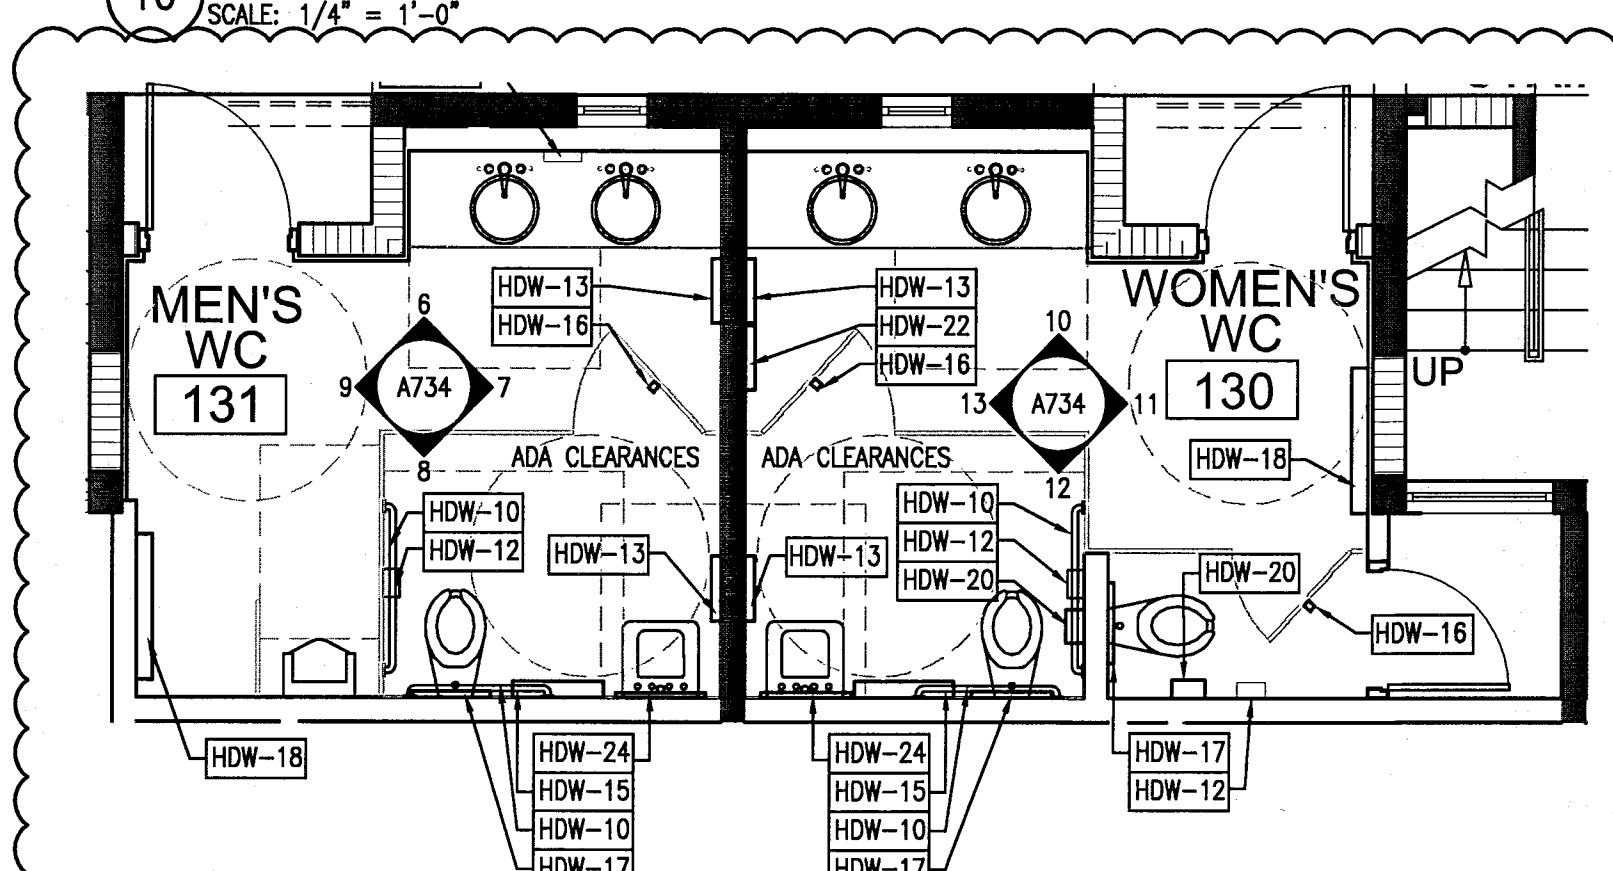 10
SCALE: 1/4" = 1'-0"
MEN'S
WC
131
6
9
A734
7
8
HDW-13
HDW-16
HDW-13
HDW-22
HDW-16
WOMEN'S
WC
130
10
13
A734
11
12
UP
ADA CLEARANCES
ADA CLEARANCES
HDW-18
HDW-10
HDW-12
HDW-13
HDW-13
HDW-10
HDW-12
HDW-20
HDW-20
HDW-16
HDW-18
HDW-24
HDW-15
HDW-10
HDW-17
HDW-24
HDW-15
HDW-10
HDW-17
HDW-17
HDW-12